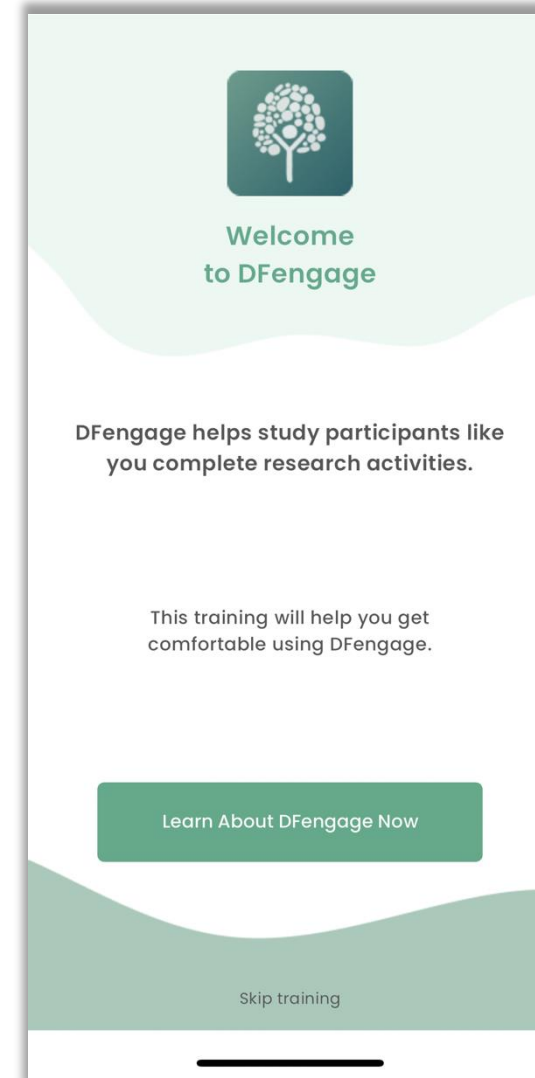 Welcome
to DFengage
DFengage helps study participants like
you complete research activities.
This training will help you get
comfortable using DFengage.
Learn About DFengage Now
Skip training